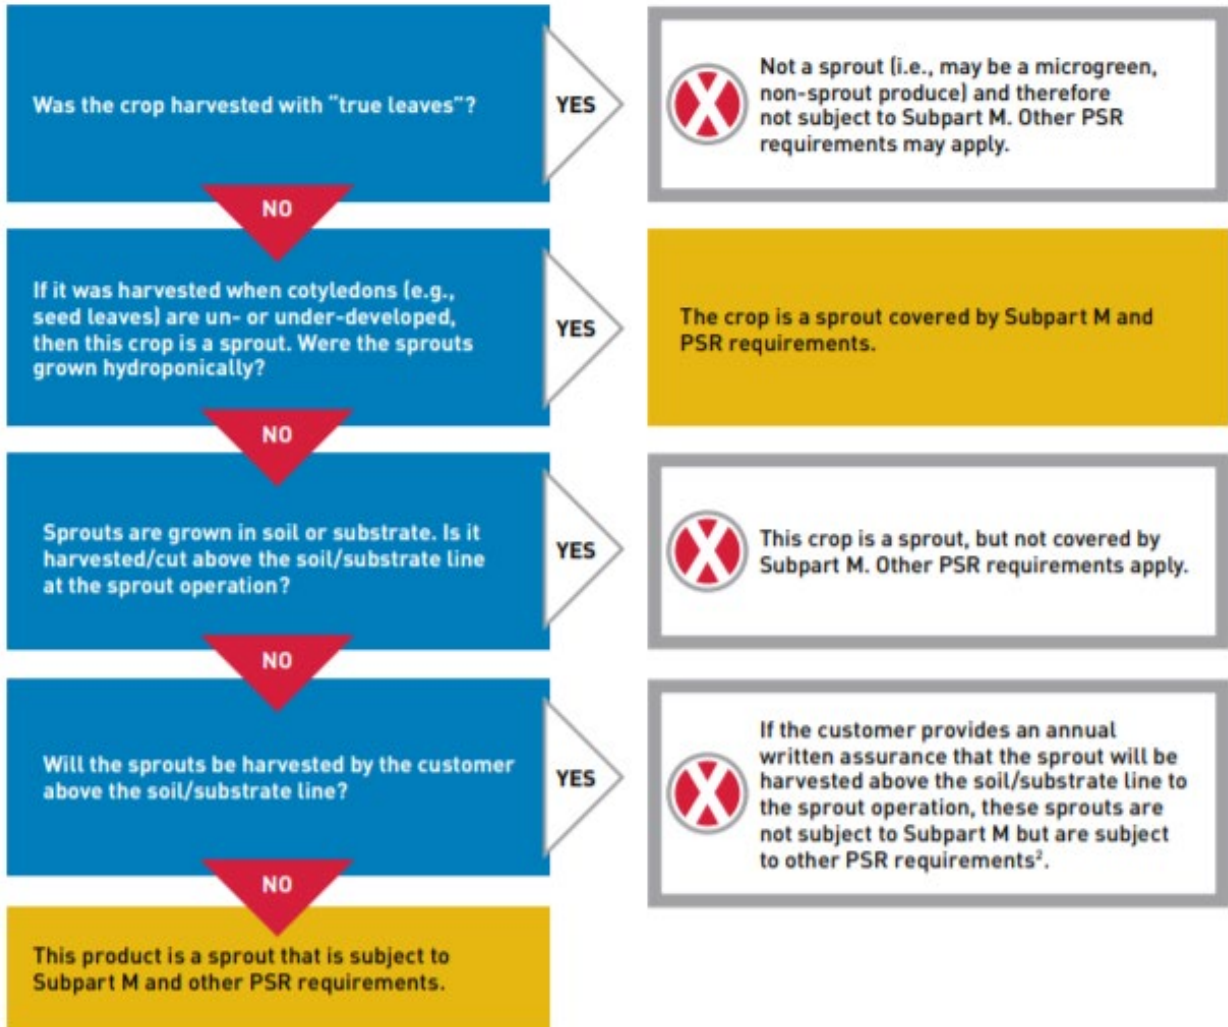 Was the crop harvested with “true leaves”?
YES
Not a sprout (i.e., may be a microgreen,
non-sprout produce) and therefore
not subject to Subpart M. Other PSR
requirements may apply.
NO
If it was harvested when cotyledons (e.g.,
seed leaves) are un- or under-developed,
then this crop is a sprout. Were the sprouts
grown hydroponically?
YES
The crop is a sprout covered by Subpart M and
PSR requirements.
NO
Sprouts are grown in soil or substrate. Is it
harvested/cut above the soil/substrate line
at the sprout operation?
YES
This crop is a sprout, but not covered by
Subpart M. Other PSR requirements apply.
NO
Will the sprouts be harvested by the customer
above the soil/substrate line?
YES
If the customer provides an annual
written assurance that the sprout will be
harvested above the soil/substrate line to
the sprout operation, these sprouts are
not subject to Subpart M but are subject
to other PSR requirements².
NO
This product is a sprout that is subject to
Subpart M and other PSR requirements.